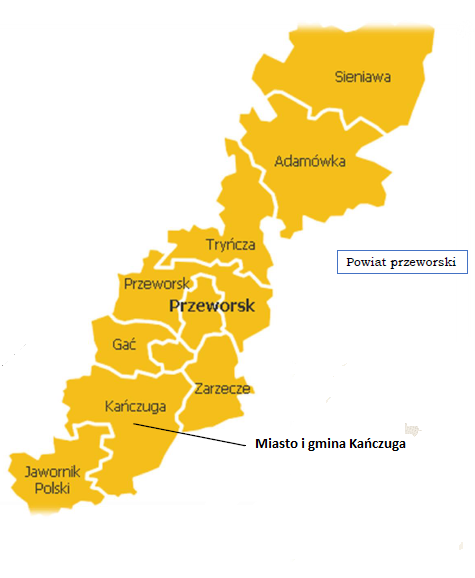 Sieniawa
Adamówka
Tryńcza
Powiat przeworski
Przeworsk
Przeworsk
Gać
Zarzecze
Kańczuga
Miasto i gmina Kańczuga
Jawornik
Polski